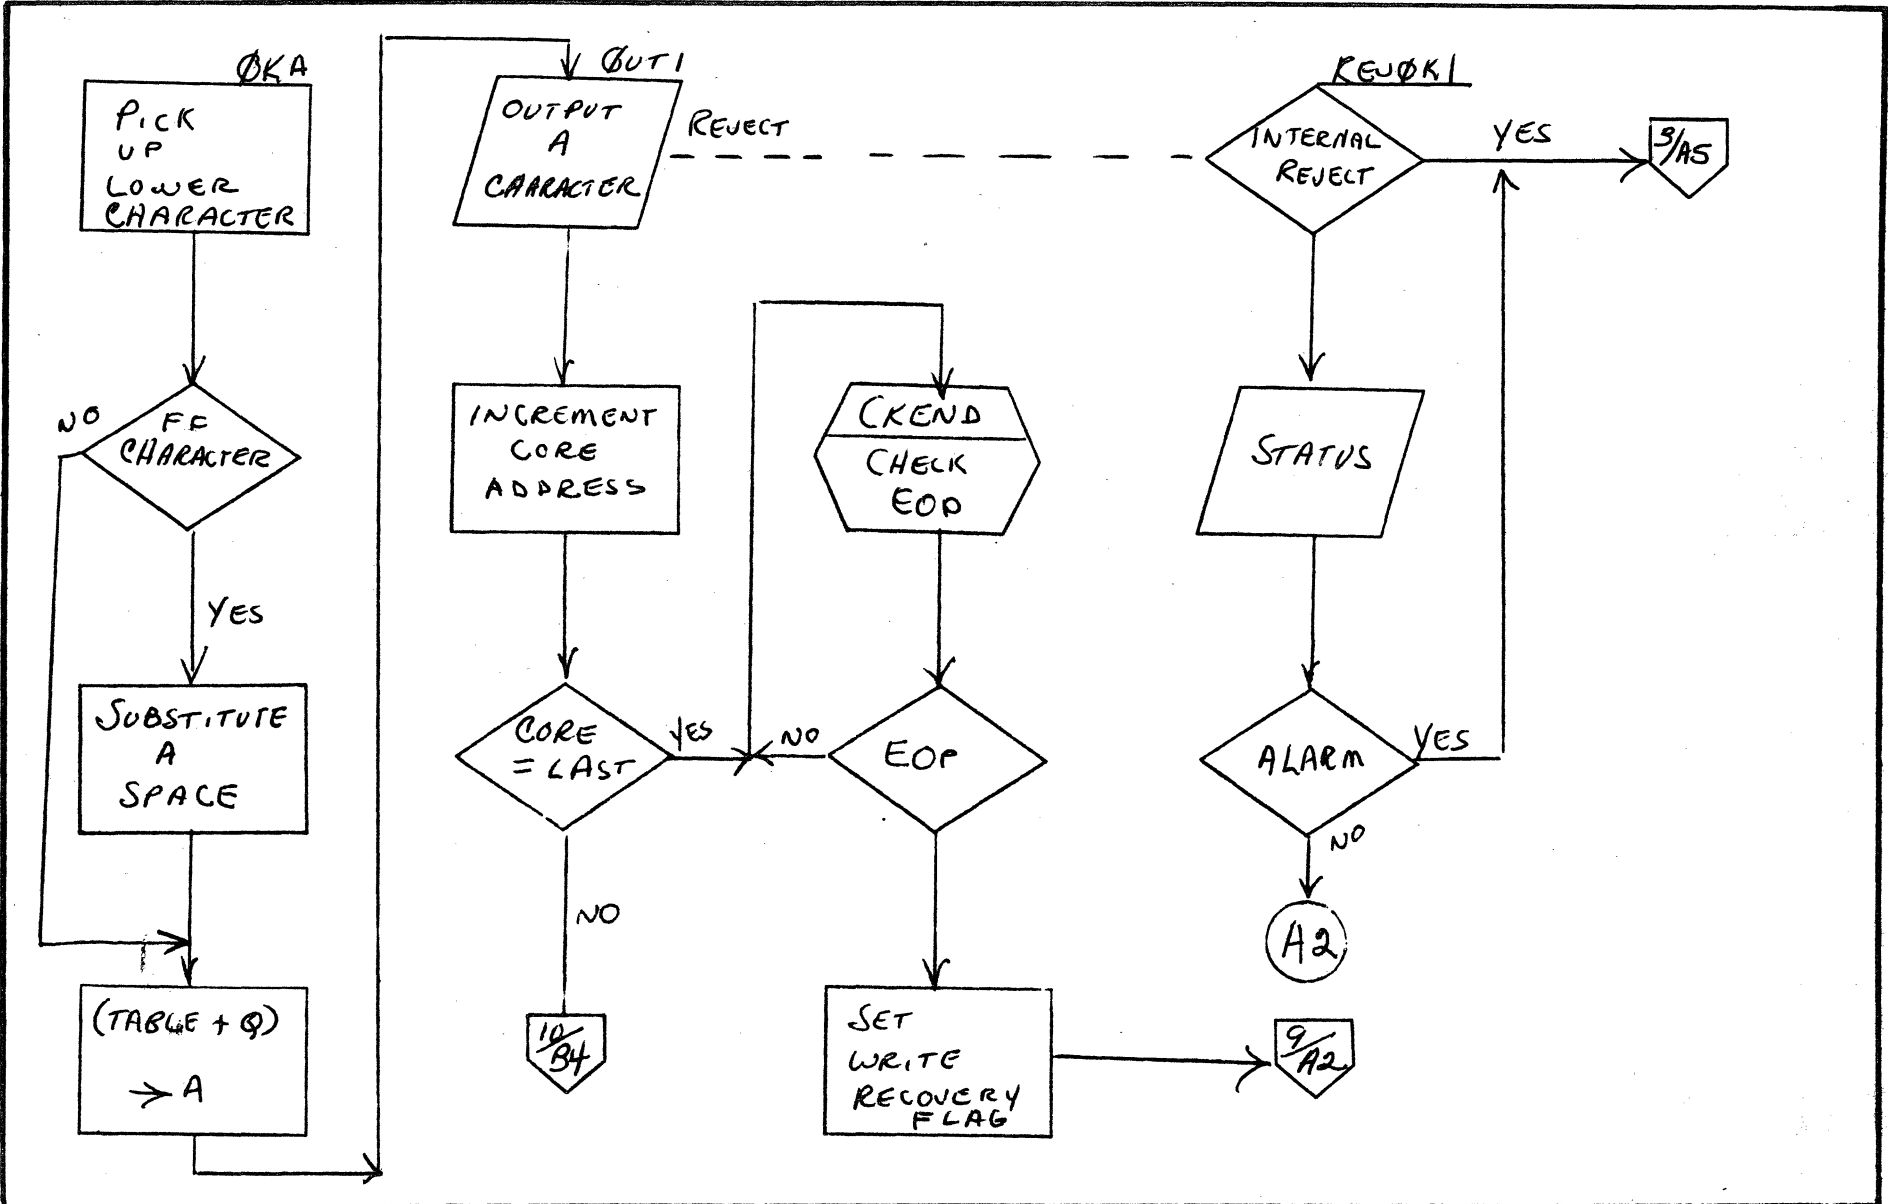 ØKA
PICK
UP
LOWER
CHARACTER
NO
FF
CHARACTER
YES
SUBSTITUTE
A
SPACE
(TABLE + Q)
→ A
ØUT1
OUTPUT
A
CHARACTER
REJECT
INCREMENT
CORE
ADDRESS
CORE
= LAST
YES
NO
10/B4
CKEND
CHECK
EOP
NO
EOP
SET
WRITE
RECOVERY
FLAG
9/A2
REJØK1
INTERNAL
REJECT
YES
3/A5
STATUS
ALARM
YES
NO
A2